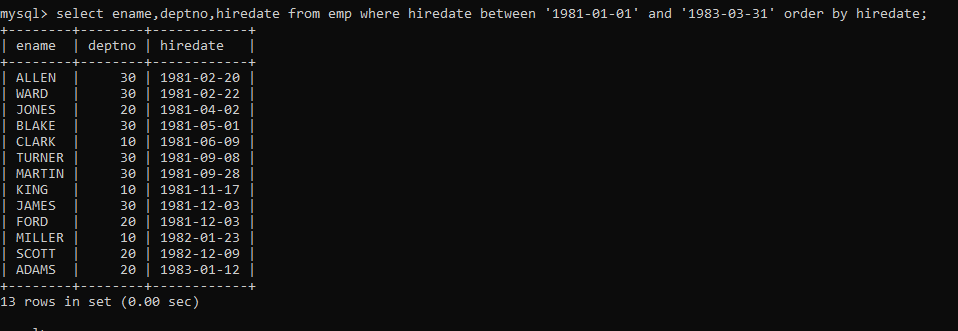 mysql> select ename,deptno,hiredate from emp where hiredate between '1981-01-01' and '1983-03-31' order by hiredate;
+--------+--------+------------+
| ename  | deptno | hiredate   |
+--------+--------+------------+
| ALLEN  |     30 | 1981-02-20 |
| WARD   |     30 | 1981-02-22 |
| JONES  |     20 | 1981-04-02 |
| BLAKE  |     30 | 1981-05-01 |
| CLARK  |     10 | 1981-06-09 |
| TURNER |     30 | 1981-09-08 |
| MARTIN |     30 | 1981-09-28 |
| KING   |     10 | 1981-11-17 |
| JAMES  |     30 | 1981-12-03 |
| FORD   |     20 | 1981-12-03 |
| MILLER |     10 | 1982-01-23 |
| SCOTT  |     20 | 1982-12-09 |
| ADAMS  |     20 | 1983-01-12 |
+--------+--------+------------+
13 rows in set (0.00 sec)